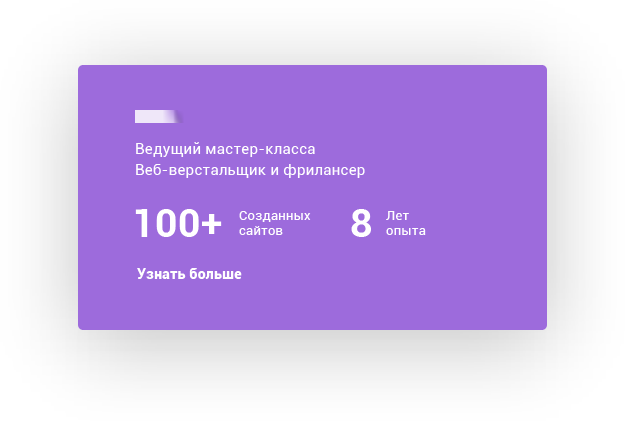 Ведущий мастер-класса
Веб-верстальщик и фрилансер
100+ Созданных сайтов
8 Лет опыта
Узнать больше